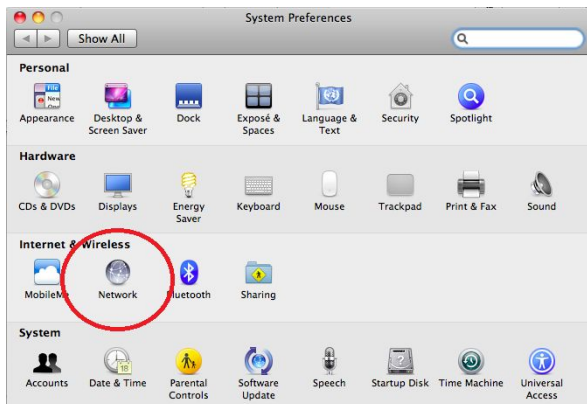 System Preferences
Show All
Personal
Appearance
Desktop &
Screen Saver
Dock
Exposé &
Spaces
Language &
Text
Security
Spotlight
Hardware
CDs & DVDs
Displays
Energy
Saver
Keyboard
Mouse
Trackpad
Print & Fax
Sound
Internet & Wireless
MobileMe
Network
Bluetooth
Sharing
System
Accounts
Date & Time
Parental
Controls
Software
Update
Speech
Startup Disk
Time Machine
Universal
Access